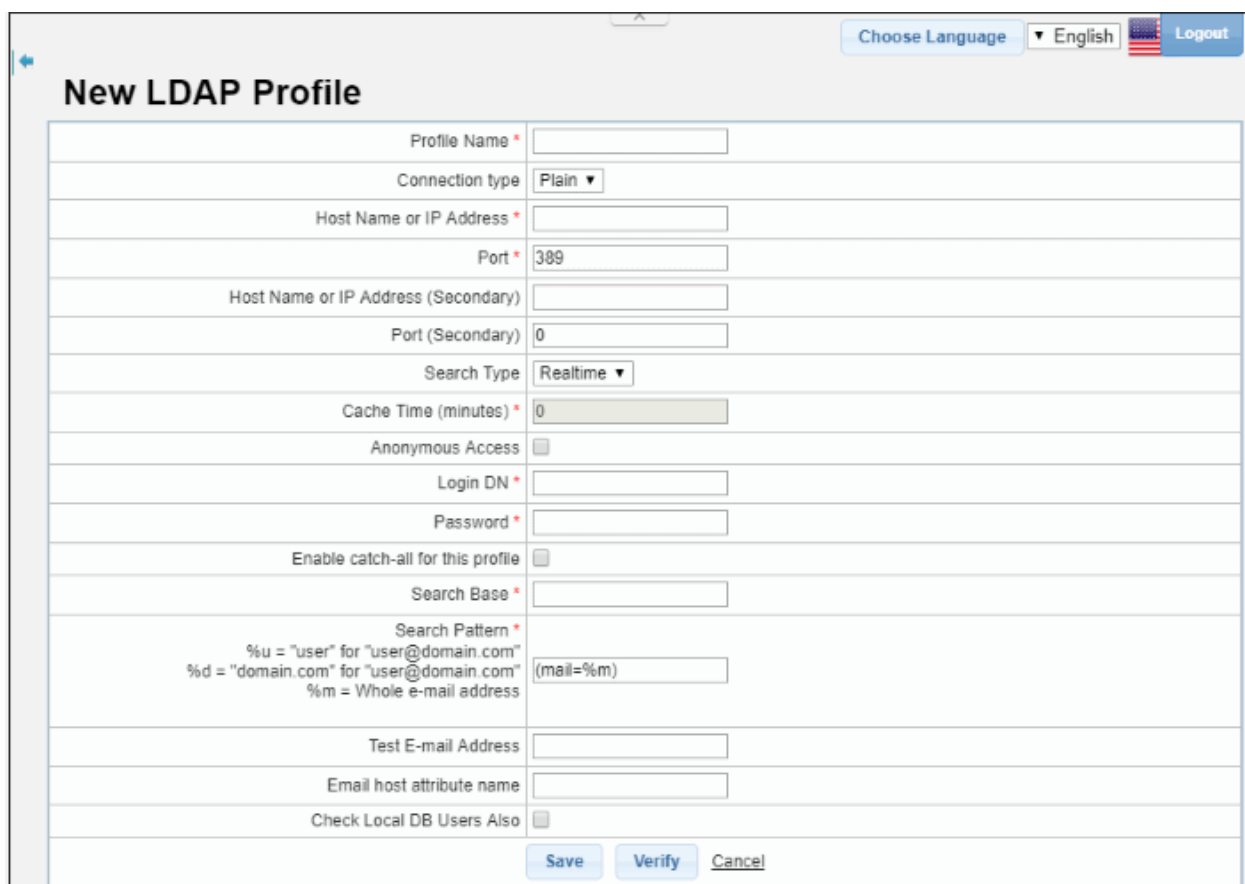 Choose Language
English
Logout
New LDAP Profile
Profile Name *
Connection type Plain
Host Name or IP Address *
Port * 389
Host Name or IP Address (Secondary)
Port (Secondary) 0
Search Type Realtime
Cache Time (minutes) * 0
Anonymous Access
Login DN *
Password *
Enable catch-all for this profile
Search Base *
Search Pattern *
%u = "user" for "user@domain.com"
%d = "domain.com" for "user@domain.com"
%m = Whole e-mail address
(mail=%m)
Test E-mail Address
Email host attribute name
Check Local DB Users Also
Save Verify Cancel